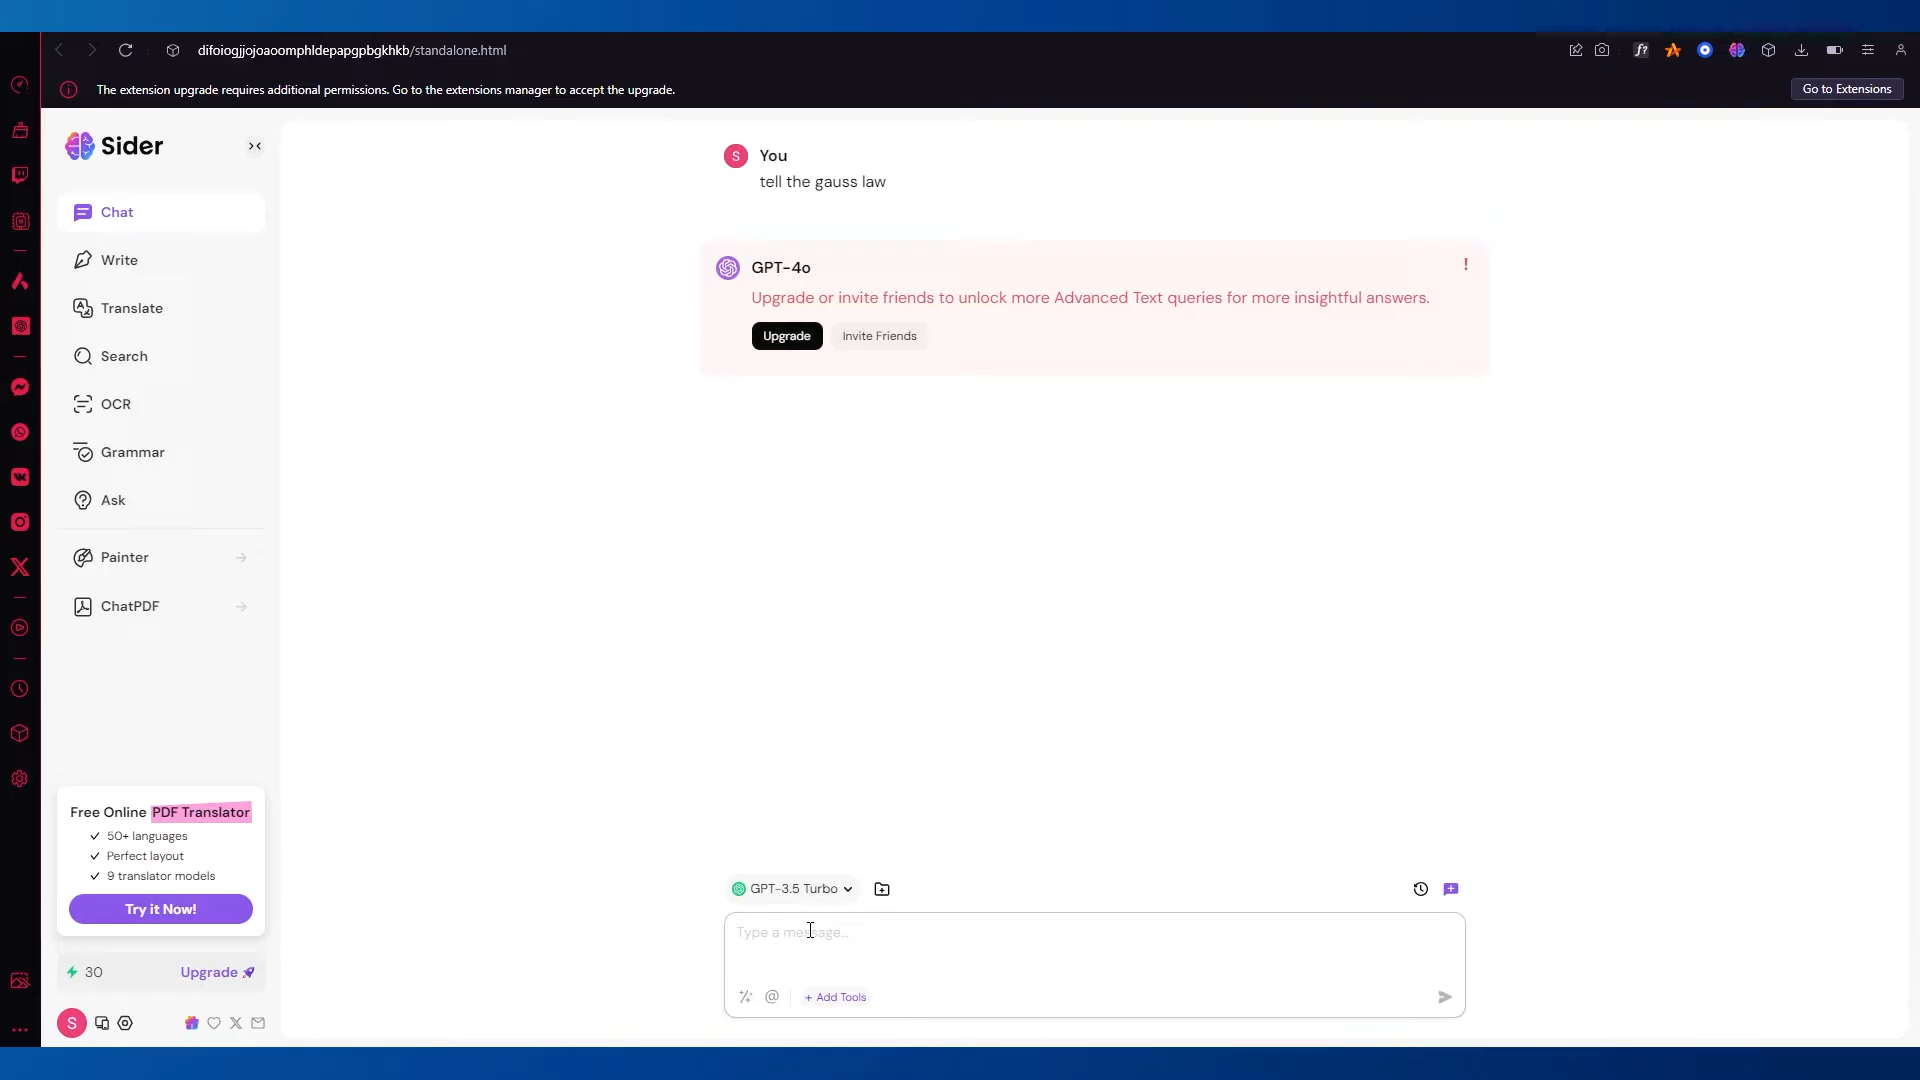 difoiogjjojoaoomphldepapgpbgkhkb/standalone.html
f?
The extension upgrade requires additional permissions. Go to the extensions manager to accept the upgrade.
Go to Extensions
Sider
Chat
Write
Translate
Search
OCR
Grammar
Ask
Painter
ChatPDF
Free Online PDF Translator
50+ languages
Perfect layout
9 translator models
Try it Now!
30
Upgrade
S
S
You
tell the gauss law
GPT-4o
!
Upgrade or invite friends to unlock more Advanced Text queries for more insightful answers.
Upgrade
Invite Friends
GPT-3.5 Turbo
Type a message...
@
+ Add Tools